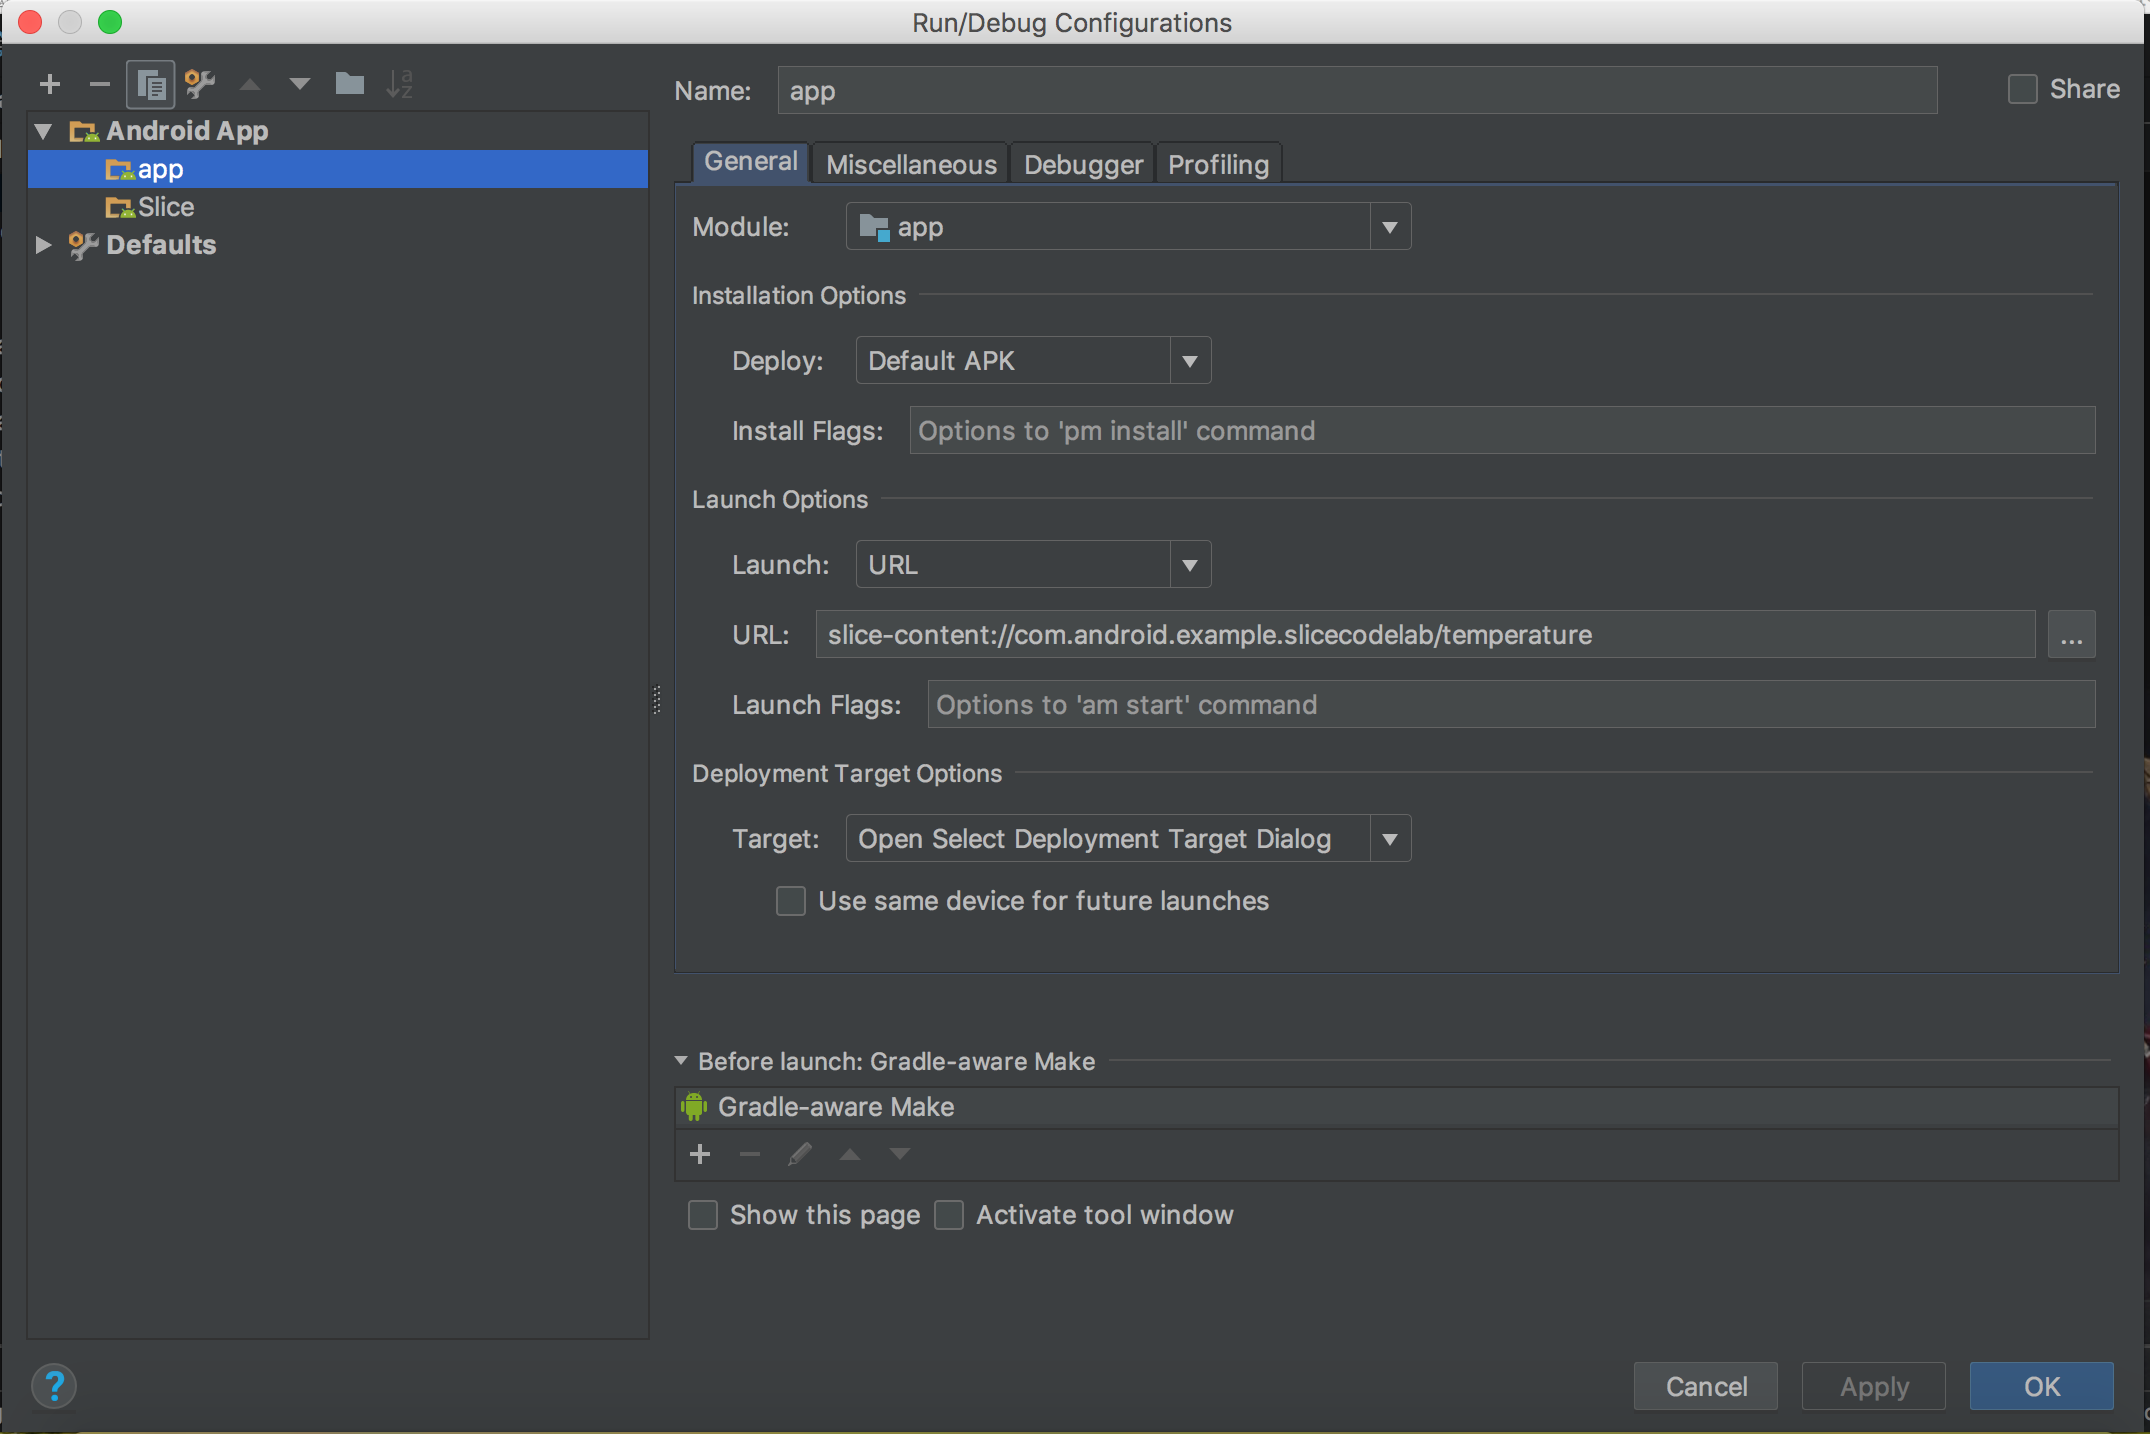 Run/Debug Configurations
Name: app
Share
Android App
app
Slice
Defaults
General Miscellaneous Debugger Profiling
Module: app
Installation Options
Deploy: Default APK
Install Flags: Options to 'pm install' command
Launch Options
Launch: URL
URL: slice-content://com.android.example.slicecodelab/temperature ...
Launch Flags: Options to 'am start' command
Deployment Target Options
Target: Open Select Deployment Target Dialog
Use same device for future launches
Before launch: Gradle-aware Make
Gradle-aware Make
Show this page Activate tool window
? Cancel Apply OK